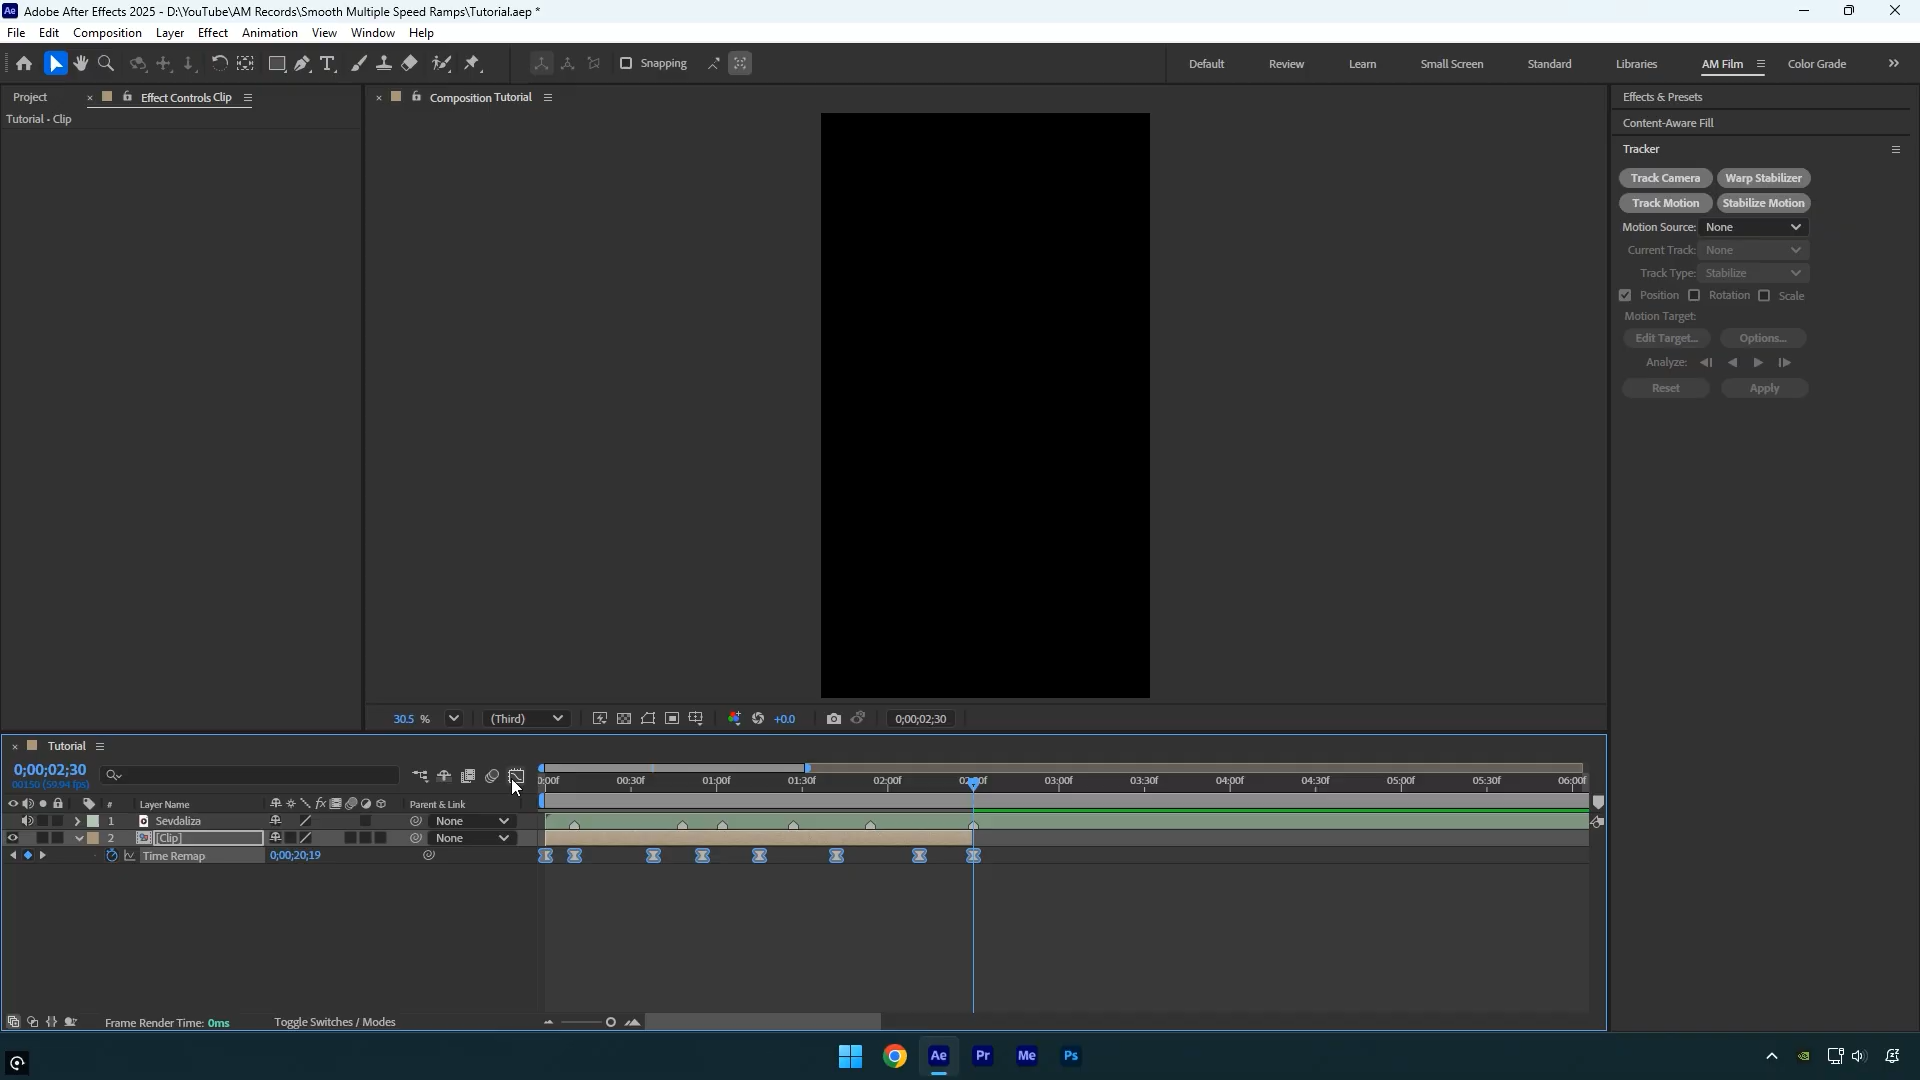 Adobe After Effects 2025 - D:\YouTube\AM Records\Smooth Multiple Speed Ramps\Tutorial.aep *
File Edit Composition Layer Effect Animation View Window Help
Snapping
Default Review Learn Small Screen Standard Libraries AM Film Color Grade
Project Effect Controls Clip
Composition Tutorial
Effects & Presets
Tutorial • Clip
Content-Aware Fill
Tracker
Track Camera Warp Stabilizer
Track Motion Stabilize Motion
Motion Source: None
Current Track: None
Track Type: Stabilize
Position Rotation Scale
Motion Target:
Edit Target... Options...
Analyze:
Reset Apply
30.5 % (Third) +0.0 0;00;02;30
Tutorial
0;00;02;30
00150 (59.94 fps)
00:30f 01:00f 01:30f 02:00f 03:00f 03:30f 04:00f 04:30f 05:00f 05:30f 06:00f
# Layer Name fx Parent & Link
1 Sevdaliza None
2 [Clip] None
Time Remap 0;00;20;19
Frame Render Time: 0ms Toggle Switches / Modes
Ae Pr Me Ps